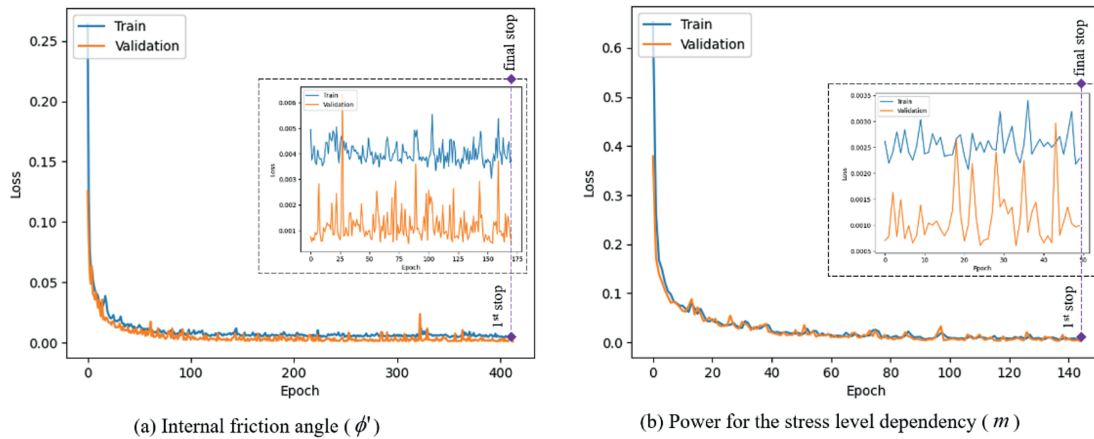 Train
Validation
0.25
0.20
0.15
0.10
0.05
0.00
Loss
0 100 200 300 400
Epoch
final stop
1st stop
Train
Validation
0.006
0.005
0.004
0.003
0.002
0.001
Loss
0 25 50 75 100 125 150 170
Epoch
(a) Internal friction angle ( ϕ' )
Train
Validation
0.6
0.5
0.4
0.3
0.2
0.1
0.0
Loss
0 20 40 60 80 100 120 140
Epoch
final stop
1st stop
Train
Validation
0.0035
0.0030
0.0025
0.0020
0.0015
0.0010
0.0005
Loss
0 10 20 30 40 50
Epoch
(b) Power for the stress level dependency ( m )